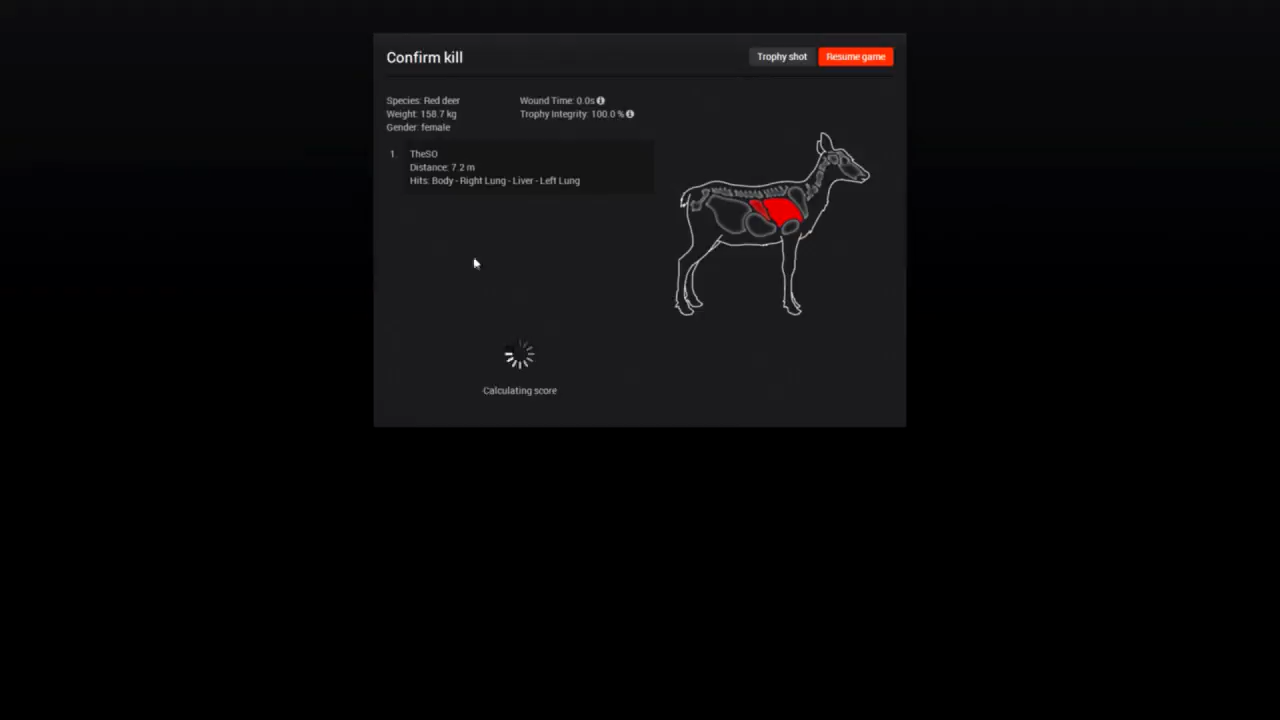 Confirm kill
Trophy shot
Resume game
Species: Red deer
Wound Time: 0.0s
Weight: 158.7 kg
Trophy Integrity: 100.0 %
Gender: female
1. TheSO
Distance: 7.2 m
Hits: Body - Right Lung - Liver - Left Lung
Calculating score